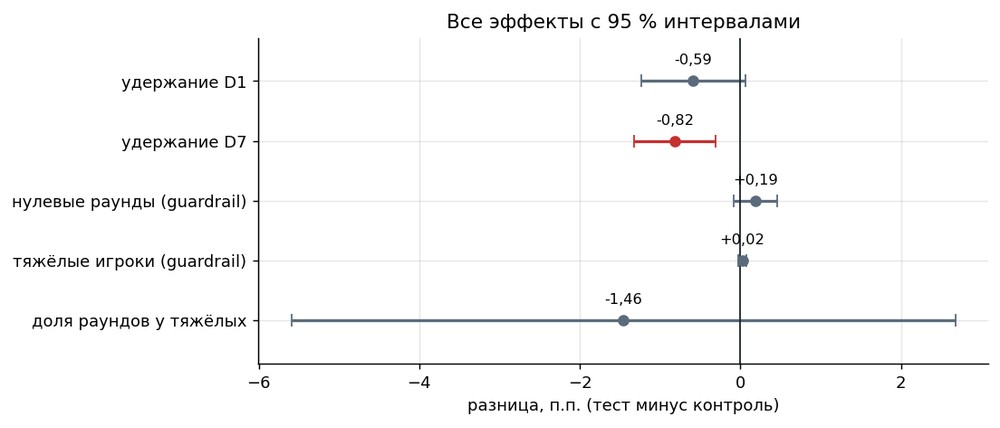 Все эффекты с 95 % интервалами
удержание D1
-0,59
удержание D7
-0,82
нулевые раунды (guardrail)
+0,19
тяжёлые игроки (guardrail)
+0,02
доля раундов у тяжёлых
-1,46
−6 −4 −2 0 2
разница, п.п. (тест минус контроль)